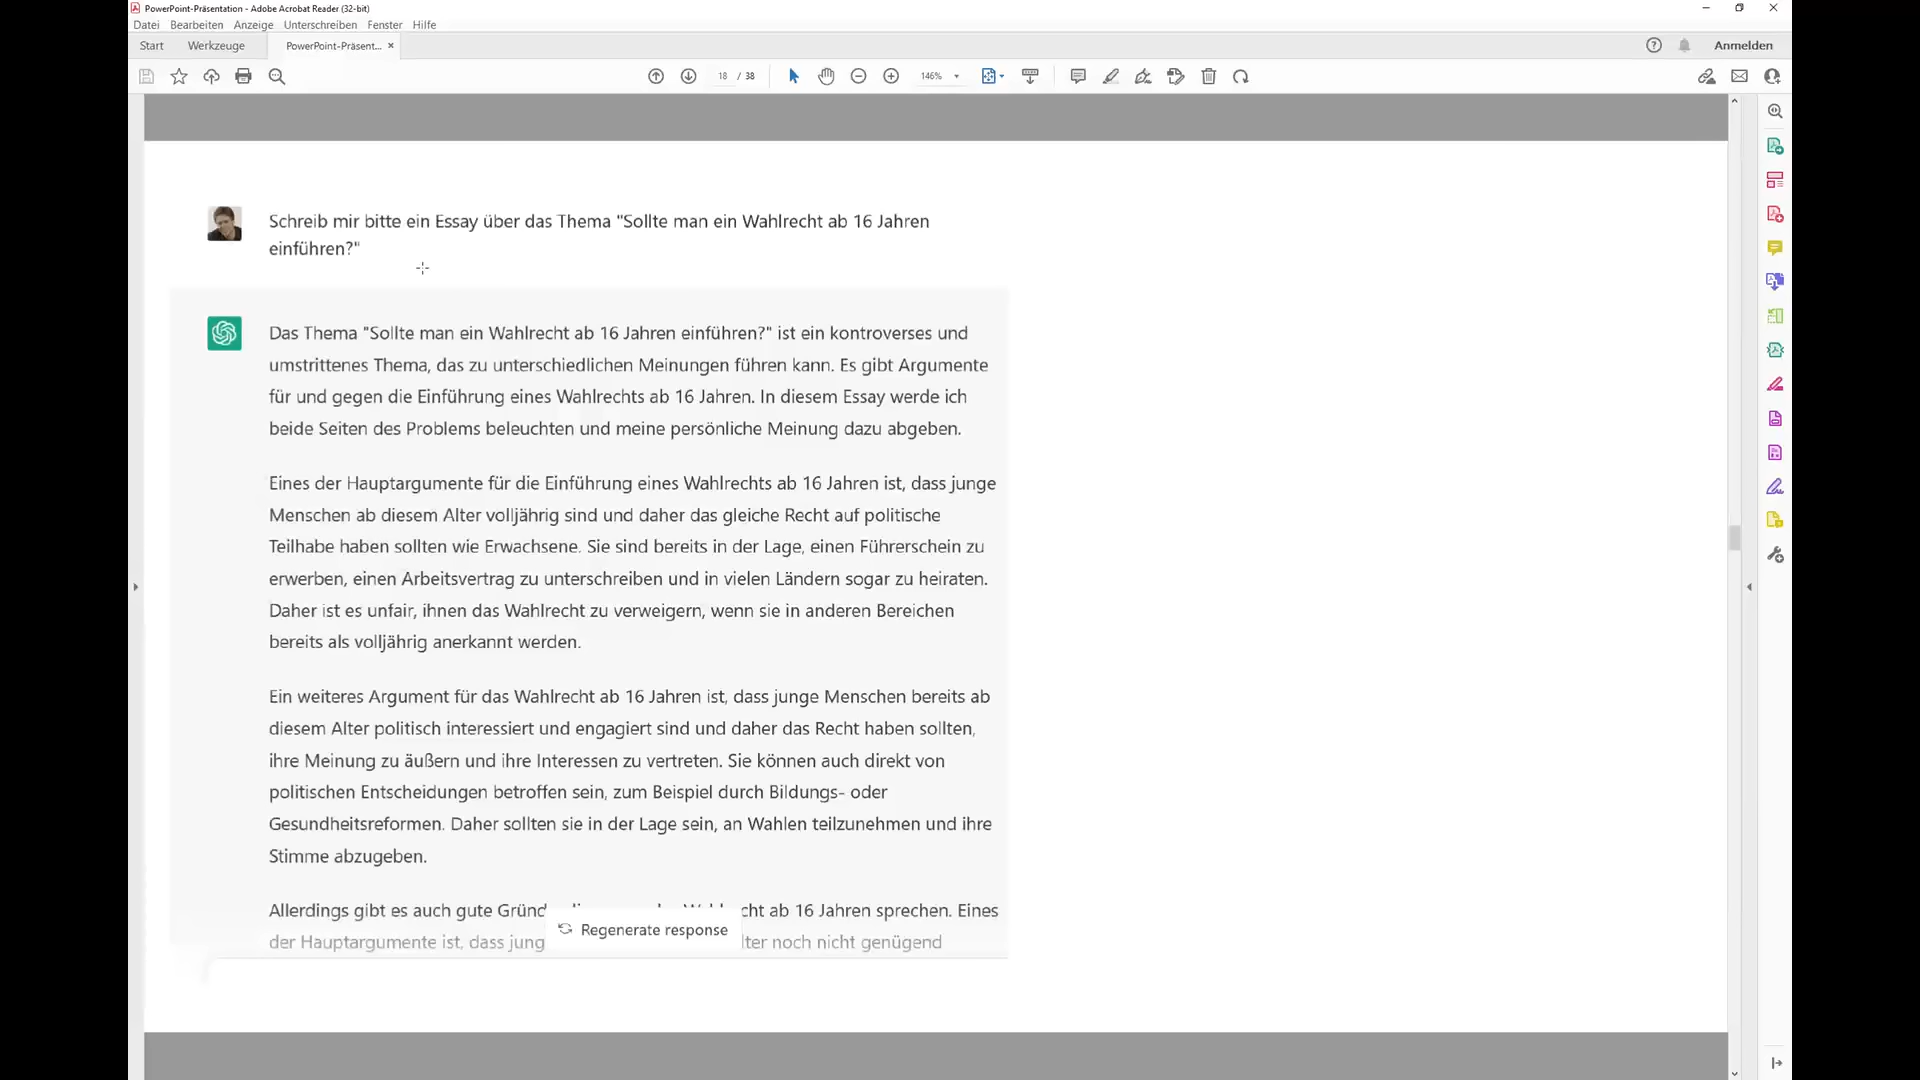 PowerPoint-Präsentation - Adobe Acrobat Reader (32-bit)
Datei Bearbeiten Anzeige Unterschreiben Fenster Hilfe
Start Werkzeuge PowerPoint-Präsent... × Anmelden
18 / 38 146%
Schreib mir bitte ein Essay über das Thema "Sollte man ein Wahlrecht ab 16 Jahren
einführen?"
Das Thema "Sollte man ein Wahlrecht ab 16 Jahren einführen?" ist ein kontroverses und
umstrittenes Thema, das zu unterschiedlichen Meinungen führen kann. Es gibt Argumente
für und gegen die Einführung eines Wahlrechts ab 16 Jahren. In diesem Essay werde ich
beide Seiten des Problems beleuchten und meine persönliche Meinung dazu abgeben.
Eines der Hauptargumente für die Einführung eines Wahlrechts ab 16 Jahren ist, dass junge
Menschen ab diesem Alter volljährig sind und daher das gleiche Recht auf politische
Teilhabe haben sollten wie Erwachsene. Sie sind bereits in der Lage, einen Führerschein zu
erwerben, einen Arbeitsvertrag zu unterschreiben und in vielen Ländern sogar zu heiraten.
Daher ist es unfair, ihnen das Wahlrecht zu verweigern, wenn sie in anderen Bereichen
bereits als volljährig anerkannt werden.
Ein weiteres Argument für das Wahlrecht ab 16 Jahren ist, dass junge Menschen bereits ab
diesem Alter politisch interessiert und engagiert sind und daher das Recht haben sollten,
ihre Meinung zu äußern und ihre Interessen zu vertreten. Sie können auch direkt von
politischen Entscheidungen betroffen sein, zum Beispiel durch Bildungs- oder
Gesundheitsreformen. Daher sollten sie in der Lage sein, an Wahlen teilzunehmen und ihre
Stimme abzugeben.
Allerdings gibt es auch gute ab 16 Jahren sprechen. Eines
der Hauptargumente ist, dass noch nicht genügend
Regenerate response